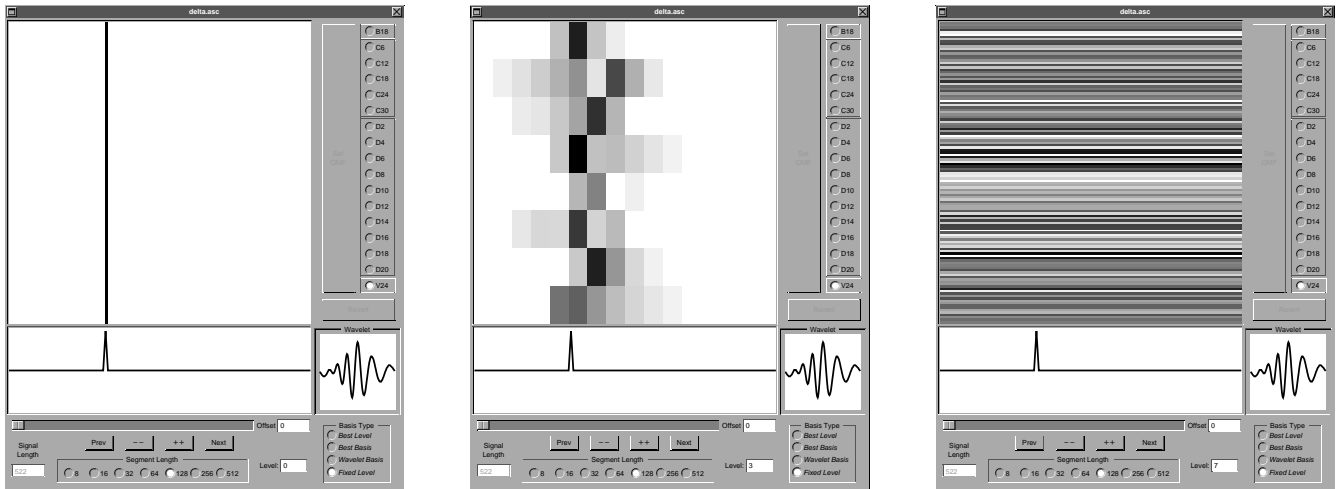 delta.asc
B18
C6
C12
C18
C24
C30
D2
D4
D6
D8
D10
D12
D14
D16
D18
D20
V24
Wavelet
Offset 0
Basis Type
Best Level
Best Basis
Wavelet Basis
Fixed Level
Signal Length
522
Prev -- ++ Next
Segment Length
8 16 32 64 128 256 512
Level: 0
delta.asc
B18
C6
C12
C18
C24
C30
D2
D4
D6
D8
D10
D12
D14
D16
D18
D20
V24
Wavelet
Offset 0
Basis Type
Best Level
Best Basis
Wavelet Basis
Fixed Level
Signal Length
522
Prev -- ++ Next
Segment Length
8 16 32 64 128 256 512
Level: 3
delta.asc
B18
C6
C12
C18
C24
C30
D2
D4
D6
D8
D10
D12
D14
D16
D18
D20
V24
Wavelet
Offset 0
Basis Type
Best Level
Best Basis
Wavelet Basis
Fixed Level
Signal Length
522
Prev -- ++ Next
Segment Length
8 16 32 64 128 256 512
Level: 7